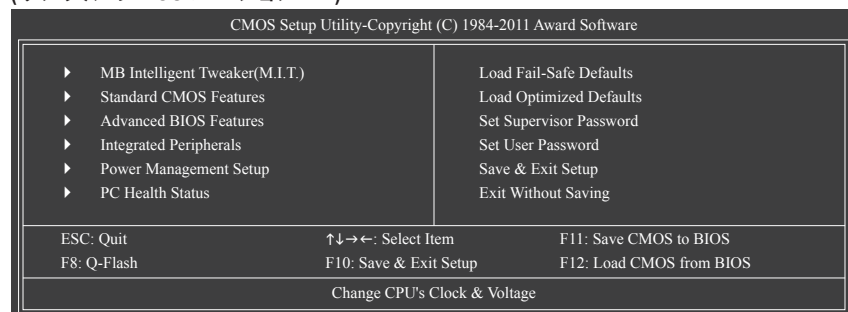 CMOS Setup Utility-Copyright (C) 1984-2011 Award Software
MB Intelligent Tweaker(M.I.T.)
Standard CMOS Features
Advanced BIOS Features
Integrated Peripherals
Power Management Setup
PC Health Status
Load Fail-Safe Defaults
Load Optimized Defaults
Set Supervisor Password
Set User Password
Save & Exit Setup
Exit Without Saving
ESC: Quit ↑↓→←: Select Item F11: Save CMOS to BIOS
F8: Q-Flash F10: Save & Exit Setup F12: Load CMOS from BIOS
Change CPU's Clock & Voltage